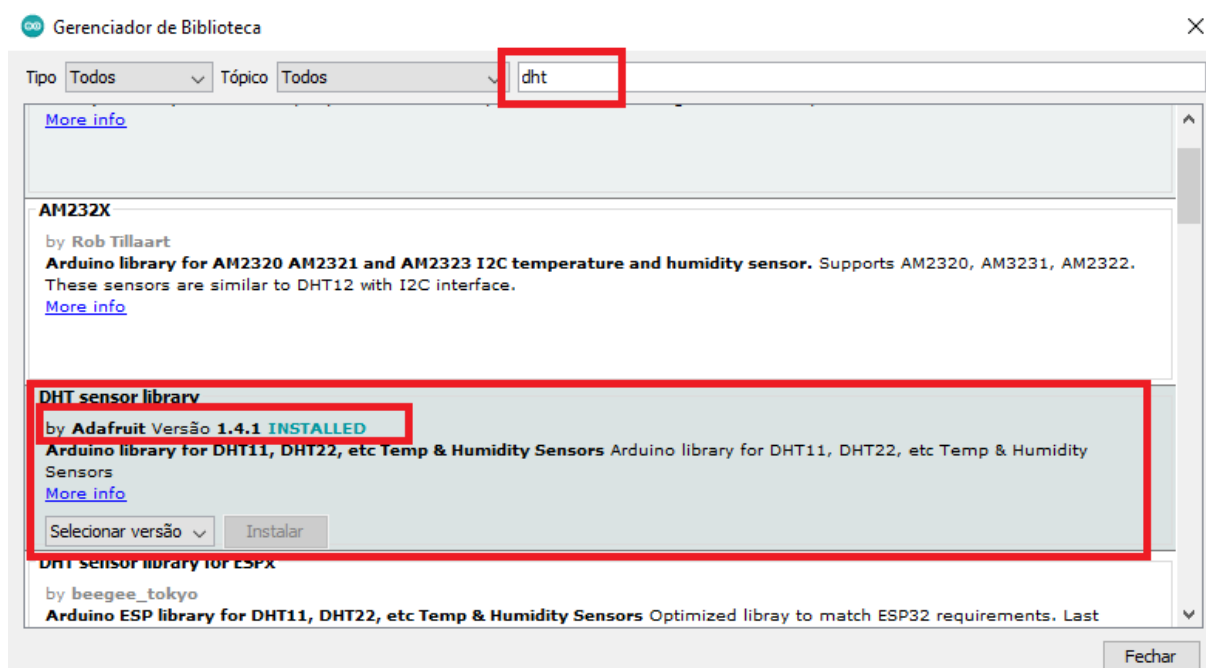 Gerenciador de Biblioteca
Tipo Todos Tópico Todos dht
More info
AM232X
by Rob Tillaart
Arduino library for AM2320 AM2321 and AM2323 I2C temperature and humidity sensor. Supports AM2320, AM3231, AM2322.
These sensors are similar to DHT12 with I2C interface.
More info
DHT sensor library
by Adafruit Versão 1.4.1 INSTALLED
Arduino library for DHT11, DHT22, etc Temp & Humidity Sensors Arduino library for DHT11, DHT22, etc Temp & Humidity
Sensors
More info
Selecionar versão Instalar
DHT sensor library for ESPx
by beegee_tokyo
Arduino ESP library for DHT11, DHT22, etc Temp & Humidity Sensors Optimized libray to match ESP32 requirements. Last
Fechar